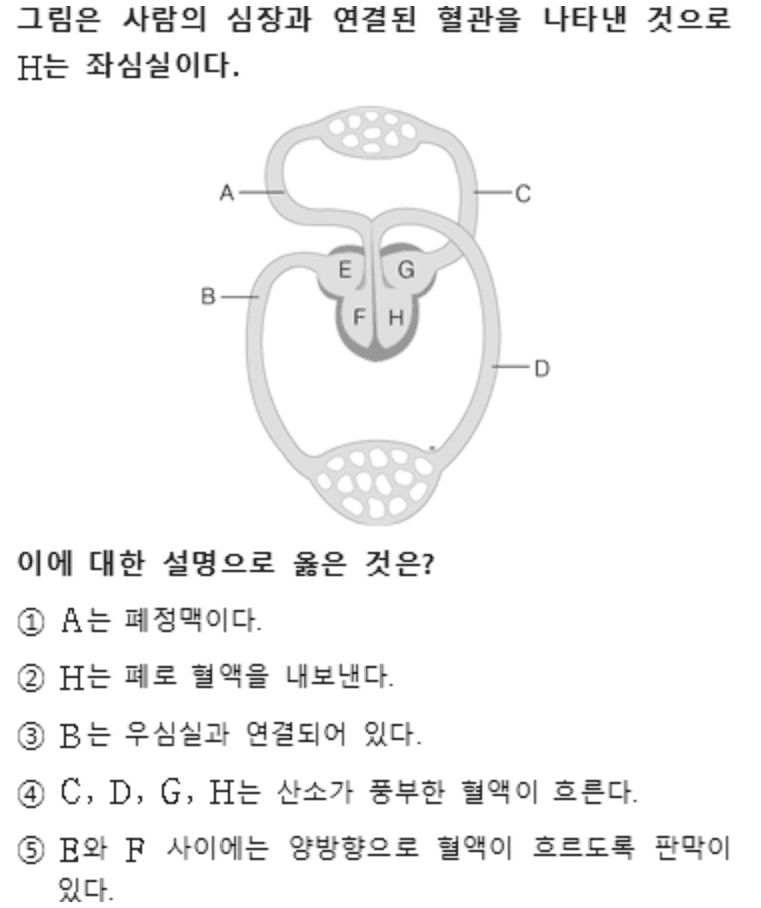 그림은 사람의 심장과 연결된 혈관을 나타낸 것으로
H는 좌심실이다.
A
C
E
G
B
F
H
D
이에 대한 설명으로 옳은 것은?
① A는 폐정맥이다.
② H는 폐로 혈액을 내보낸다.
③ B는 우심실과 연결되어 있다.
④ C, D, G, H는 산소가 풍부한 혈액이 흐른다.
⑤ E와 F 사이에는 양방향으로 혈액이 흐르도록 판막이
있다.